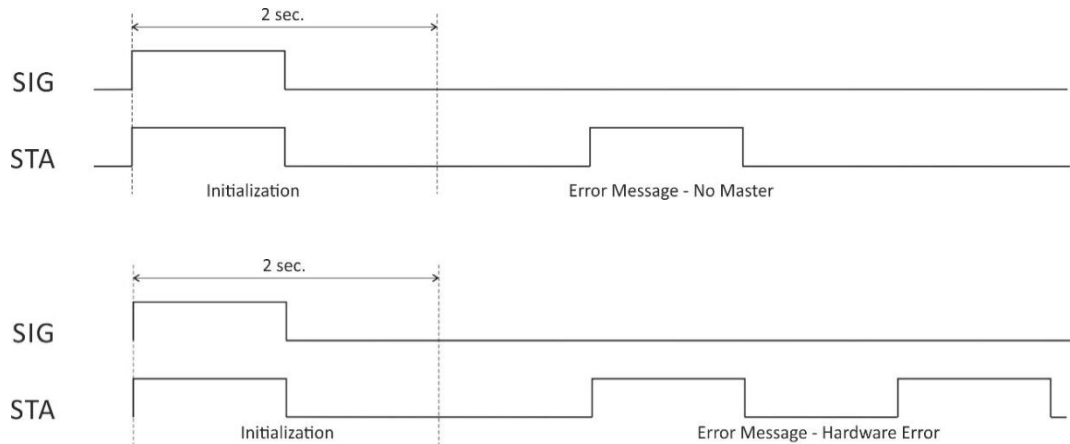 2 sec.
SIG
STA
Initialization Error Message - No Master
2 sec.
SIG
STA
Initialization Error Message - Hardware Error